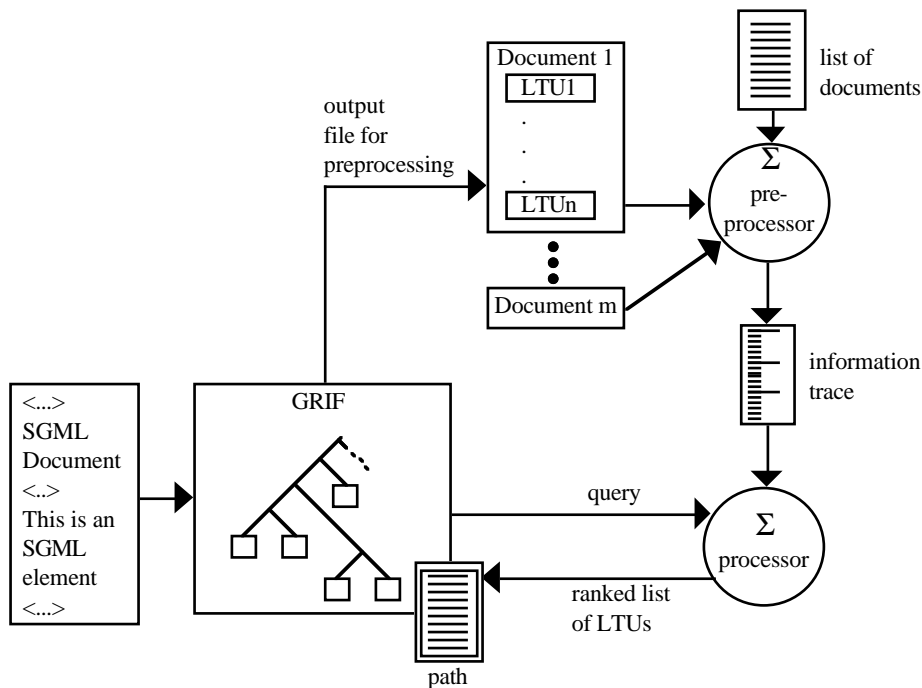 Document 1
LTU1
.
.
.
LTUn
Document m
output
file for
preprocessing
list of
documents
Σ
pre-
processor
information
trace
<...>
SGML
Document
<..>
This is an
SGML
element
<...>
GRIF
query
Σ
processor
ranked list
of LTUs
path